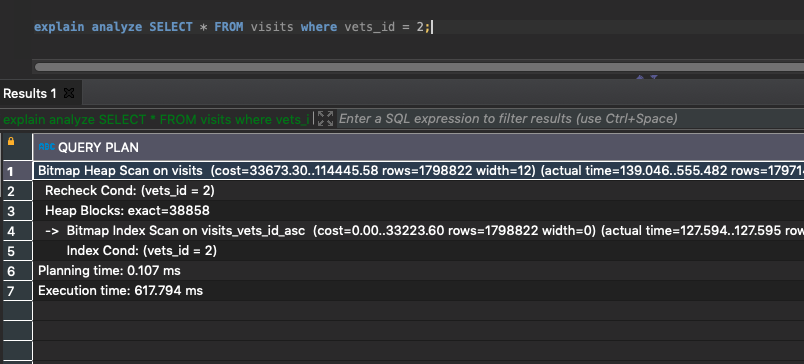 explain analyze SELECT * FROM visits where vets_id = 2;
Results 1
explain analyze SELECT * FROM visits where vets_i
Enter a SQL expression to filter results (use Ctrl+Space)
ABC QUERY PLAN
1 Bitmap Heap Scan on visits (cost=33673.30..114445.58 rows=1798822 width=12) (actual time=139.046..555.482 rows=17971
2 Recheck Cond: (vets_id = 2)
3 Heap Blocks: exact=38858
4 -> Bitmap Index Scan on visits_vets_id_asc (cost=0.00..33223.60 rows=1798822 width=0) (actual time=127.594..127.595 row
5 Index Cond: (vets_id = 2)
6 Planning time: 0.107 ms
7 Execution time: 617.794 ms